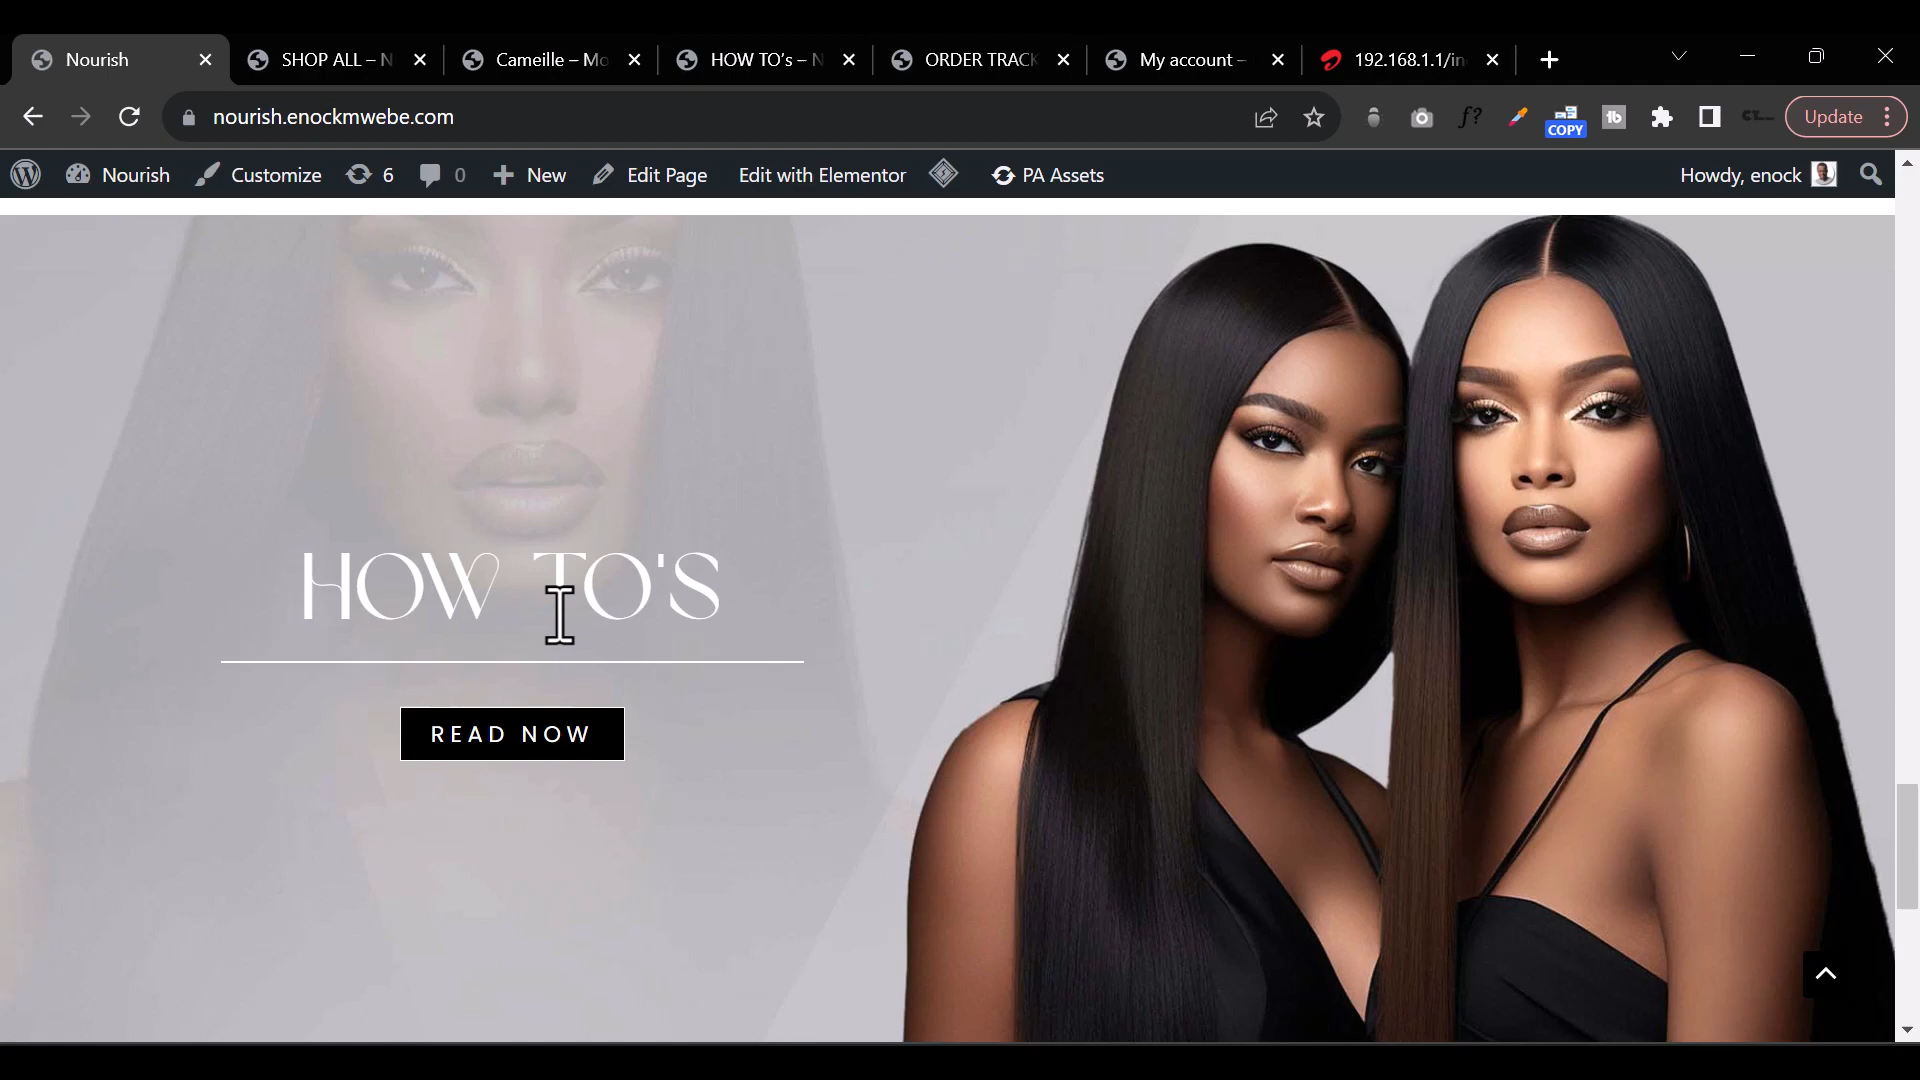 Nourish
SHOP ALL – N
Cameille – Mo
HOW TO's – N
ORDER TRACK
My account –
192.168.1.1/in
nourish.enockmwebe.com
f?
COPY
tb
Update
Nourish
Customize
6
0
New
Edit Page
Edit with Elementor
PA Assets
Howdy, enock
HOW TO'S
READ NOW